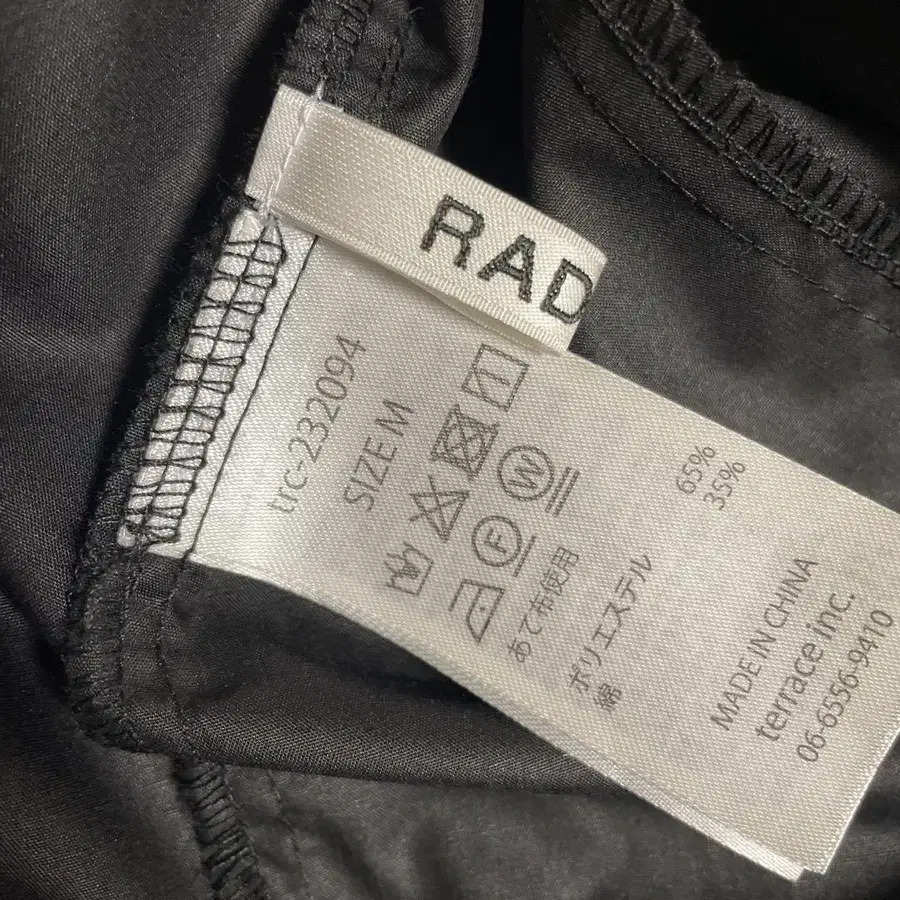 RAD
trc-232094
SIZE M
W
F
あて布使用
ポリエステル 65%
綿 35%
MADE IN CHINA
terrace inc.
06-6556-9410